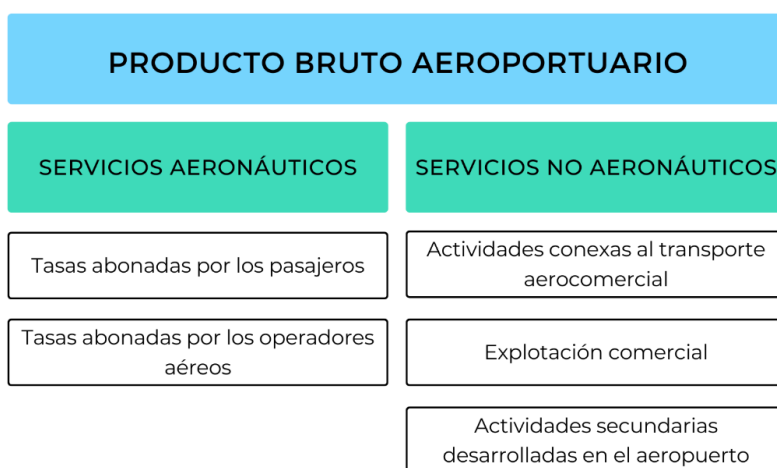 PRODUCTO BRUTO AEROPORTUARIO
SERVICIOS AERONÁUTICOS
SERVICIOS NO AERONÁUTICOS
Tasas abonadas por los pasajeros
Actividades conexas al transporte
aerocomercial
Tasas abonadas por los operadores
aéreos
Explotación comercial
Actividades secundarias
desarrolladas en el aeropuerto